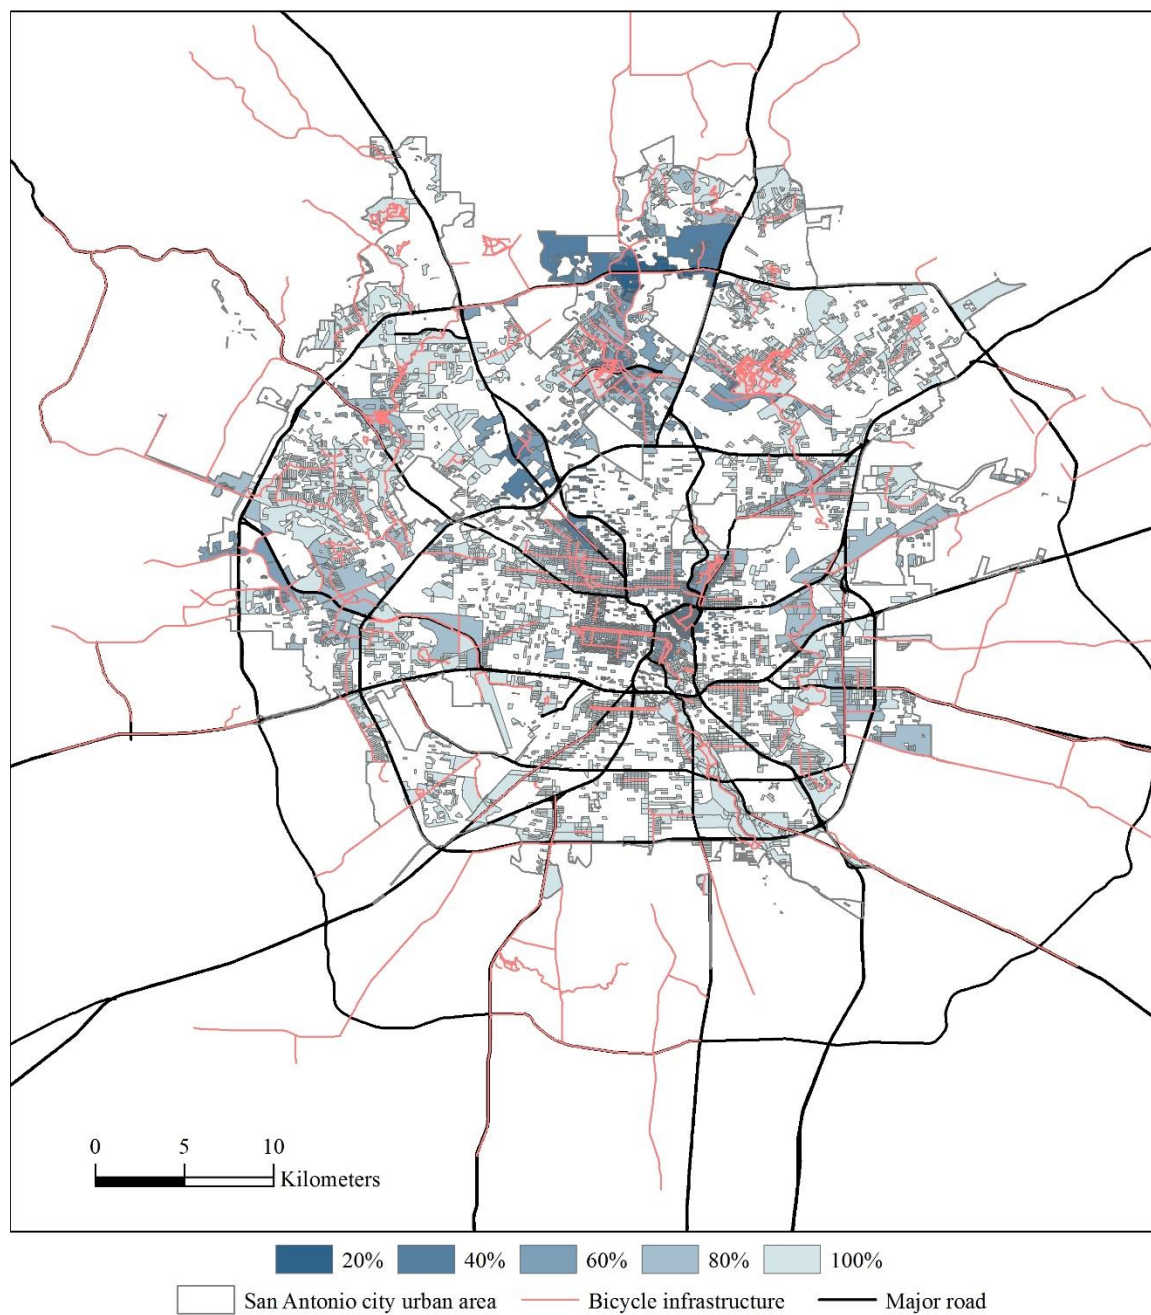 0 5 10
Kilometers
20% 40% 60% 80% 100%
San Antonio city urban area Bicycle infrastructure Major road